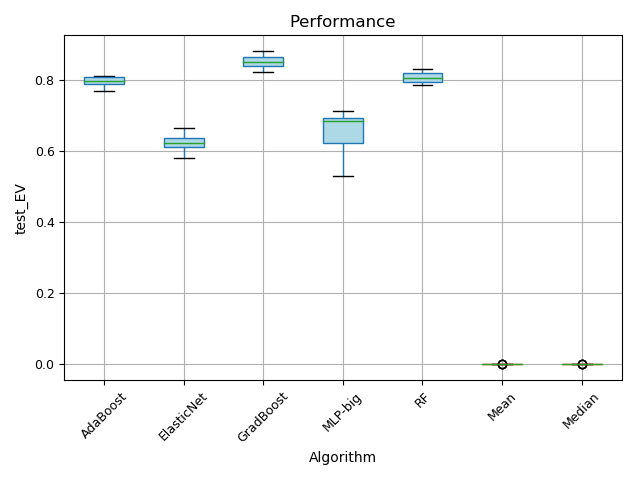 Performance
test_EV
0.8
0.6
0.4
0.2
0.0
AdaBoost
ElasticNet
GradBoost
MLP-big
RF
Mean
Median
Algorithm